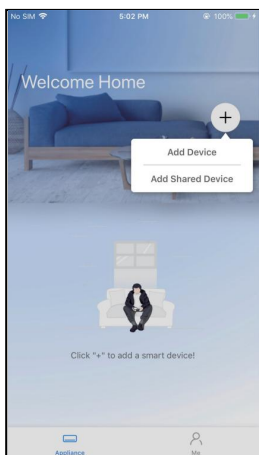 No SIM 5:02 PM 100%
Welcome Home
+
Add Device
Add Shared Device
Click "+" to add a smart device!
Appliance Me